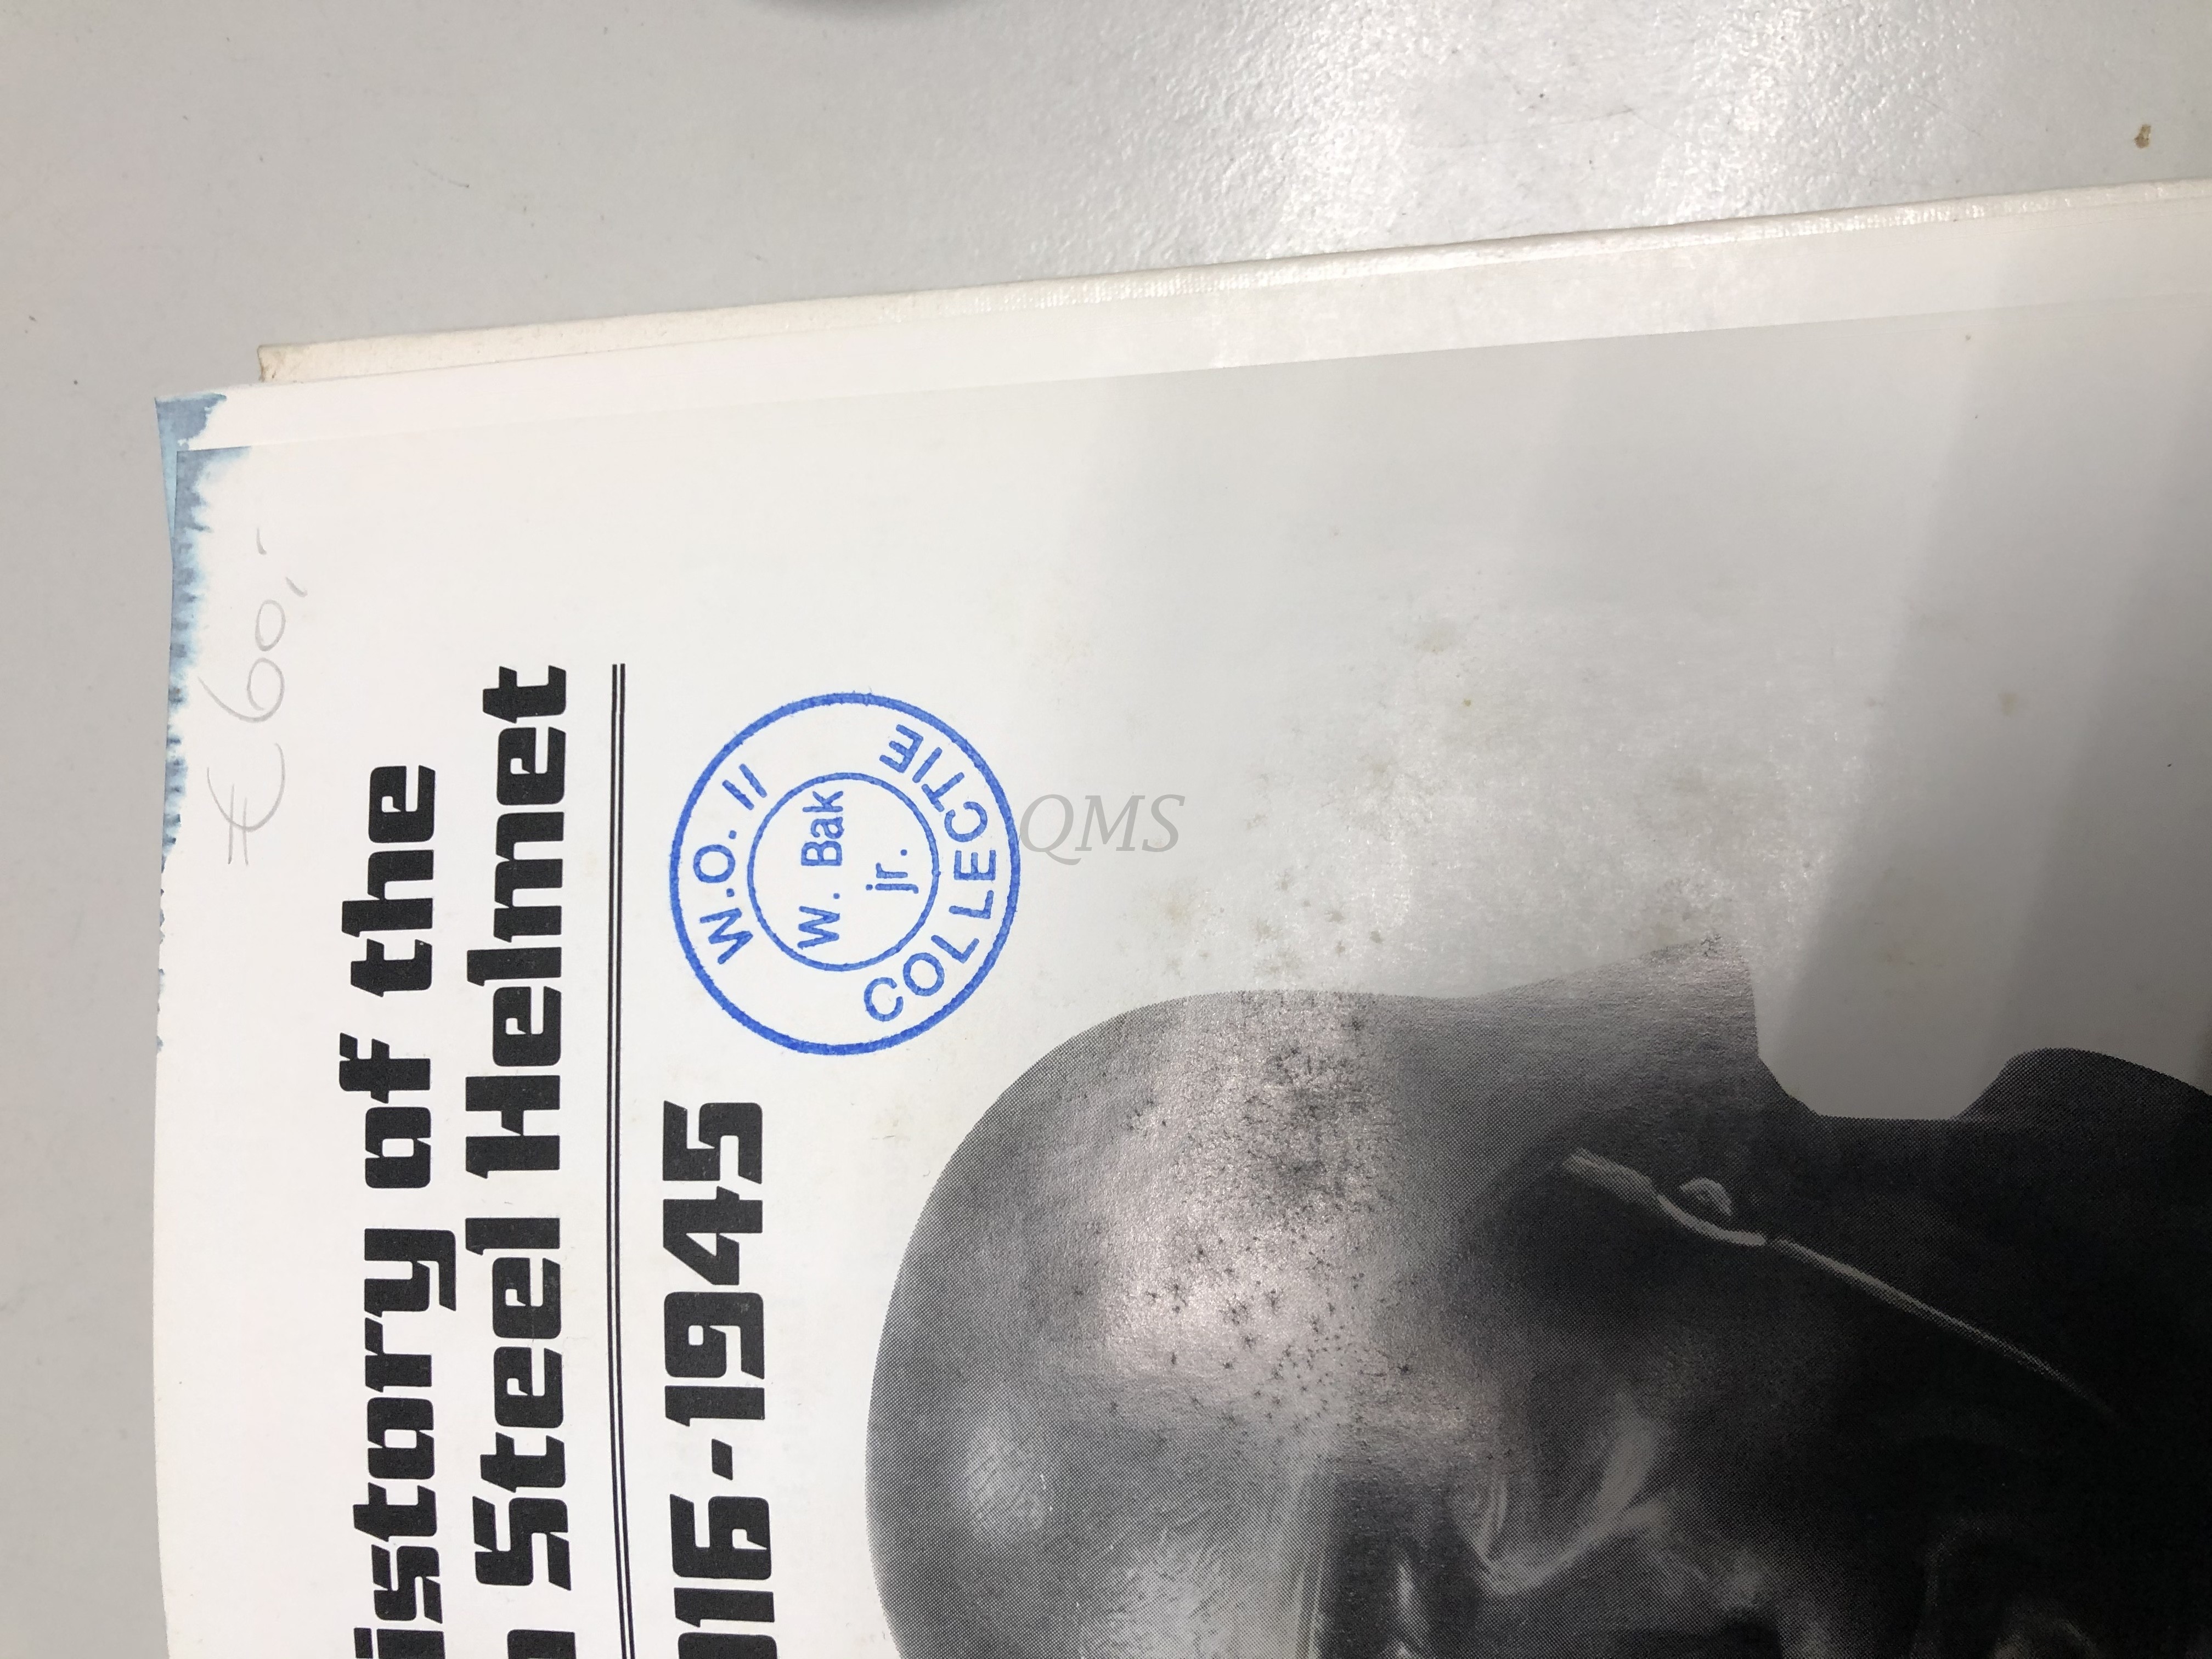 € 60,-
istory of the
Steel Helmet
916-1945
W.O. II
COLLECTIE
W. Bak
jr.
QMS